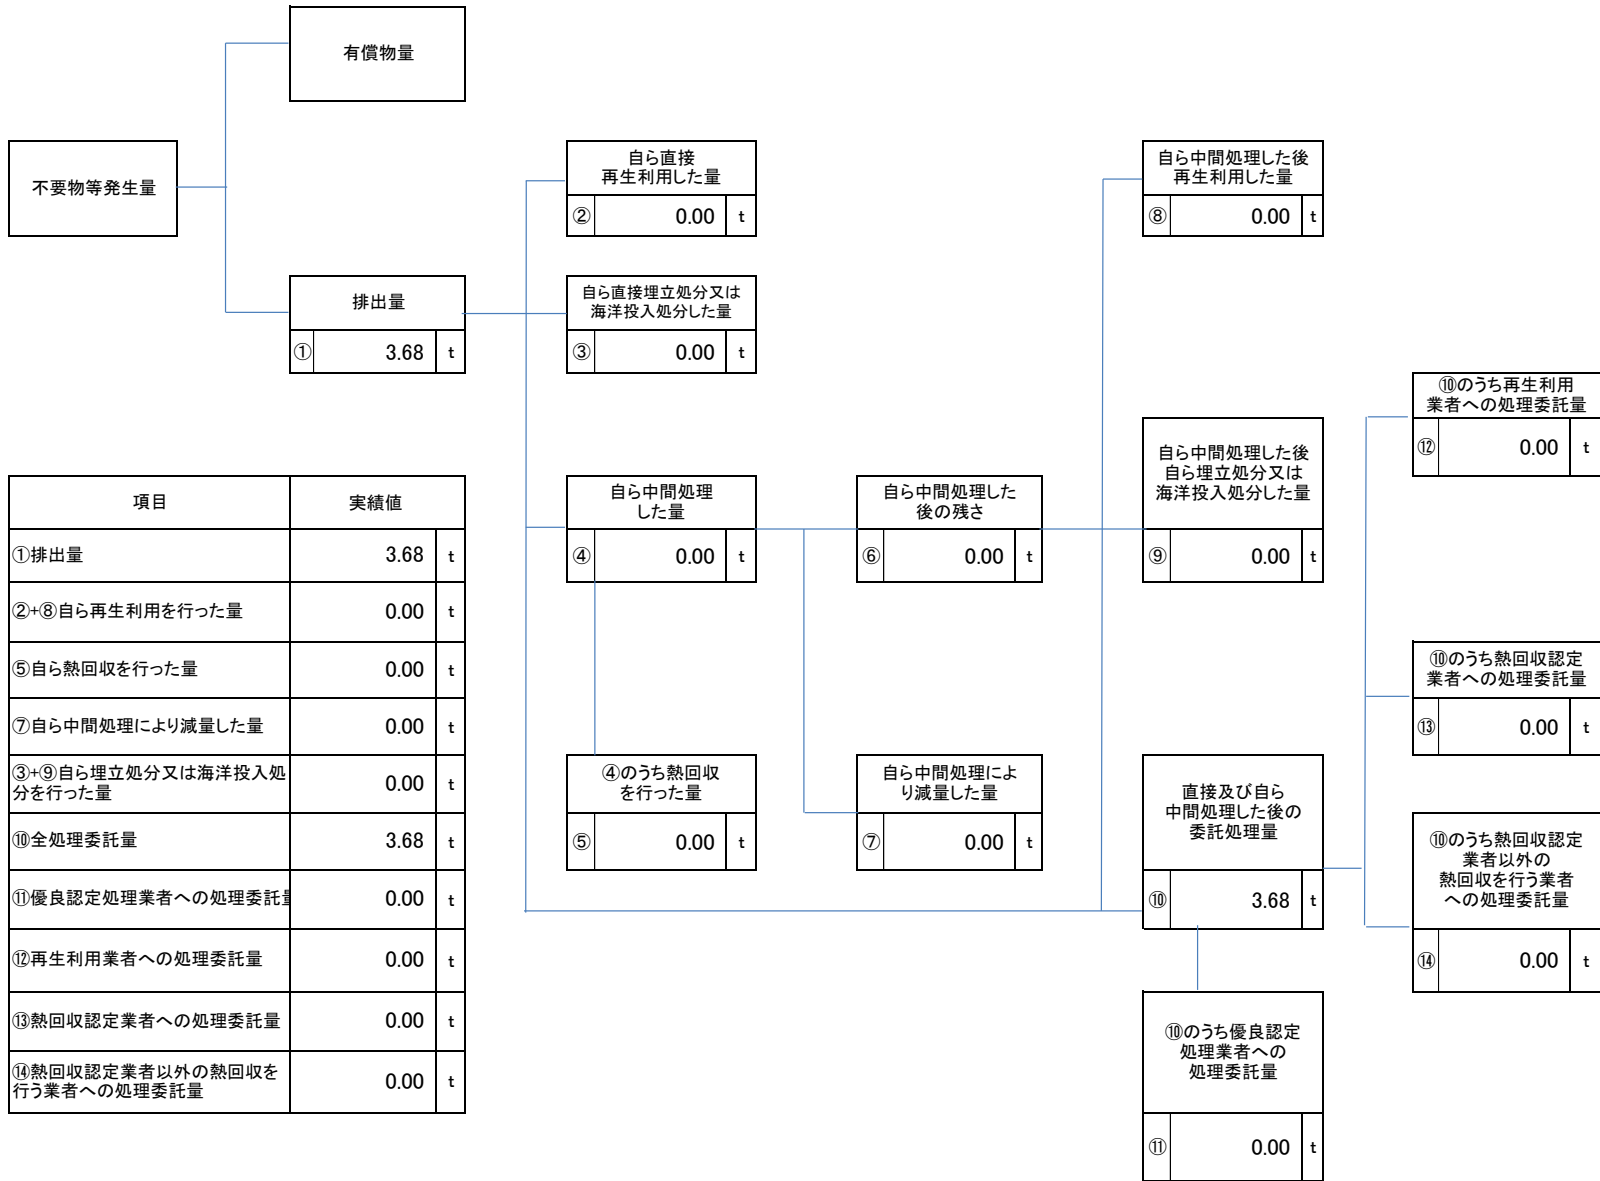 有償物量
不要物等発生量
排出量
① 3.68 t
自ら直接
再生利用した量
② 0.00 t
自ら直接埋立処分又は
海洋投入処分した量
③ 0.00 t
自ら中間処理
した量
④ 0.00 t
④のうち熱回収
を行った量
⑤ 0.00 t
自ら中間処理した
後の残さ
⑥ 0.00 t
自ら中間処理によ
り減量した量
⑦ 0.00 t
自ら中間処理した後
再生利用した量
⑧ 0.00 t
自ら中間処理した後
自ら埋立処分又は
海洋投入処分した量
⑨ 0.00 t
直接及び自ら
中間処理した後の
委託処理量
⑩ 3.68 t
⑩のうち優良認定
処理業者への
処理委託量
⑪ 0.00 t
⑩のうち再生利用
業者への処理委託量
⑫ 0.00 t
⑩のうち熱回収認定
業者への処理委託量
⑬ 0.00 t
⑩のうち熱回収認定
業者以外の
熱回収を行う業者
への処理委託量
⑭ 0.00 t
項目 実績値
①排出量 3.68 t
②+⑧自ら再生利用を行った量 0.00 t
⑤自ら熱回収を行った量 0.00 t
⑦自ら中間処理により減量した量 0.00 t
③+⑨自ら埋立処分又は海洋投入処
分を行った量 0.00 t
⑩全処理委託量 3.68 t
⑪優良認定処理業者への処理委託量 0.00 t
⑫再生利用業者への処理委託量 0.00 t
⑬熱回収認定業者への処理委託量 0.00 t
⑭熱回収認定業者以外の熱回収を
行う業者への処理委託量 0.00 t